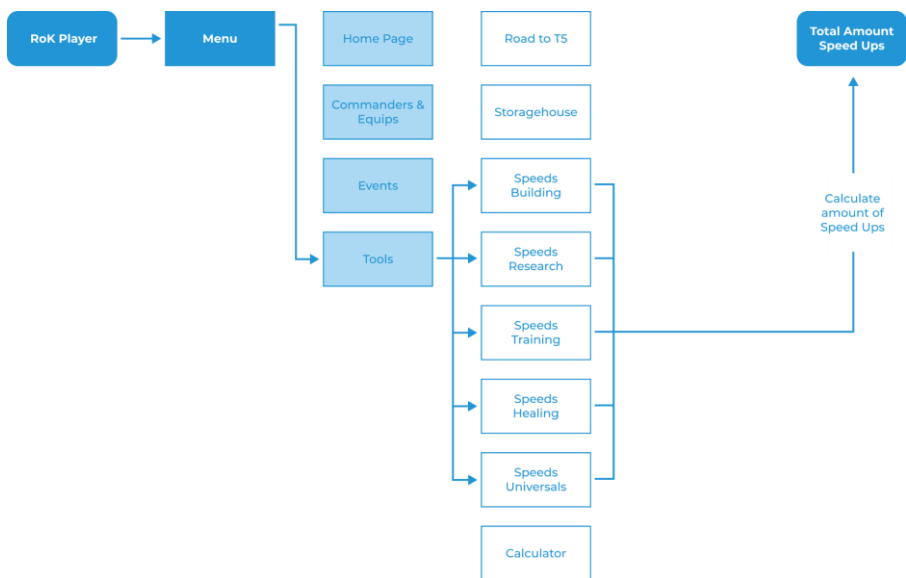 RoK Player
Menu
Home Page
Road to T5
Total Amount
Speed Ups
Commanders &
Equips
Storagehouse
Events
Speeds
Building
Calculate
amount of
Speed Ups
Tools
Speeds
Research
Speeds
Training
Speeds
Healing
Speeds
Universals
Calculator